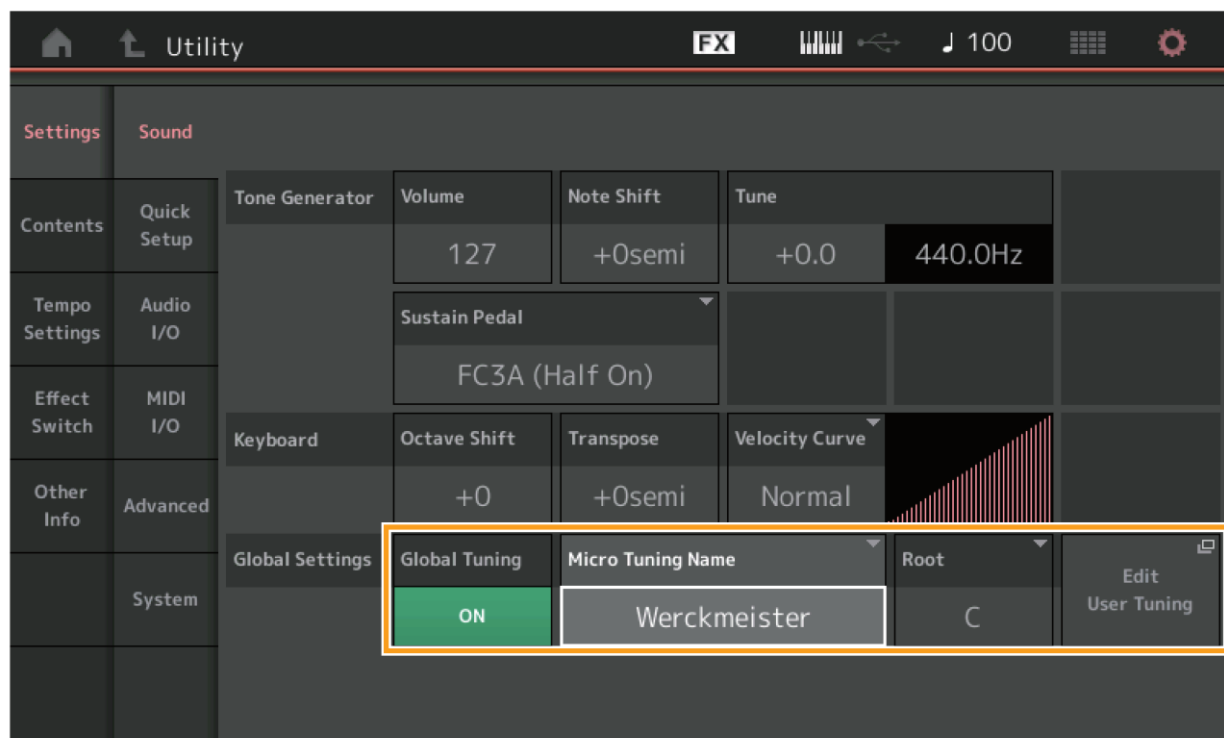 Utility
FX
♩ 100
Settings
Sound
Contents
Quick
Setup
Tempo
Settings
Audio
I/O
Effect
Switch
MIDI
I/O
Other
Info
Advanced
System
Tone Generator
Volume
127
Note Shift
+0semi
Tune
+0.0
440.0Hz
Sustain Pedal
FC3A (Half On)
Keyboard
Octave Shift
+0
Transpose
+0semi
Velocity Curve
Normal
Global Settings
Global Tuning
ON
Micro Tuning Name
Werckmeister
Root
C
Edit
User Tuning